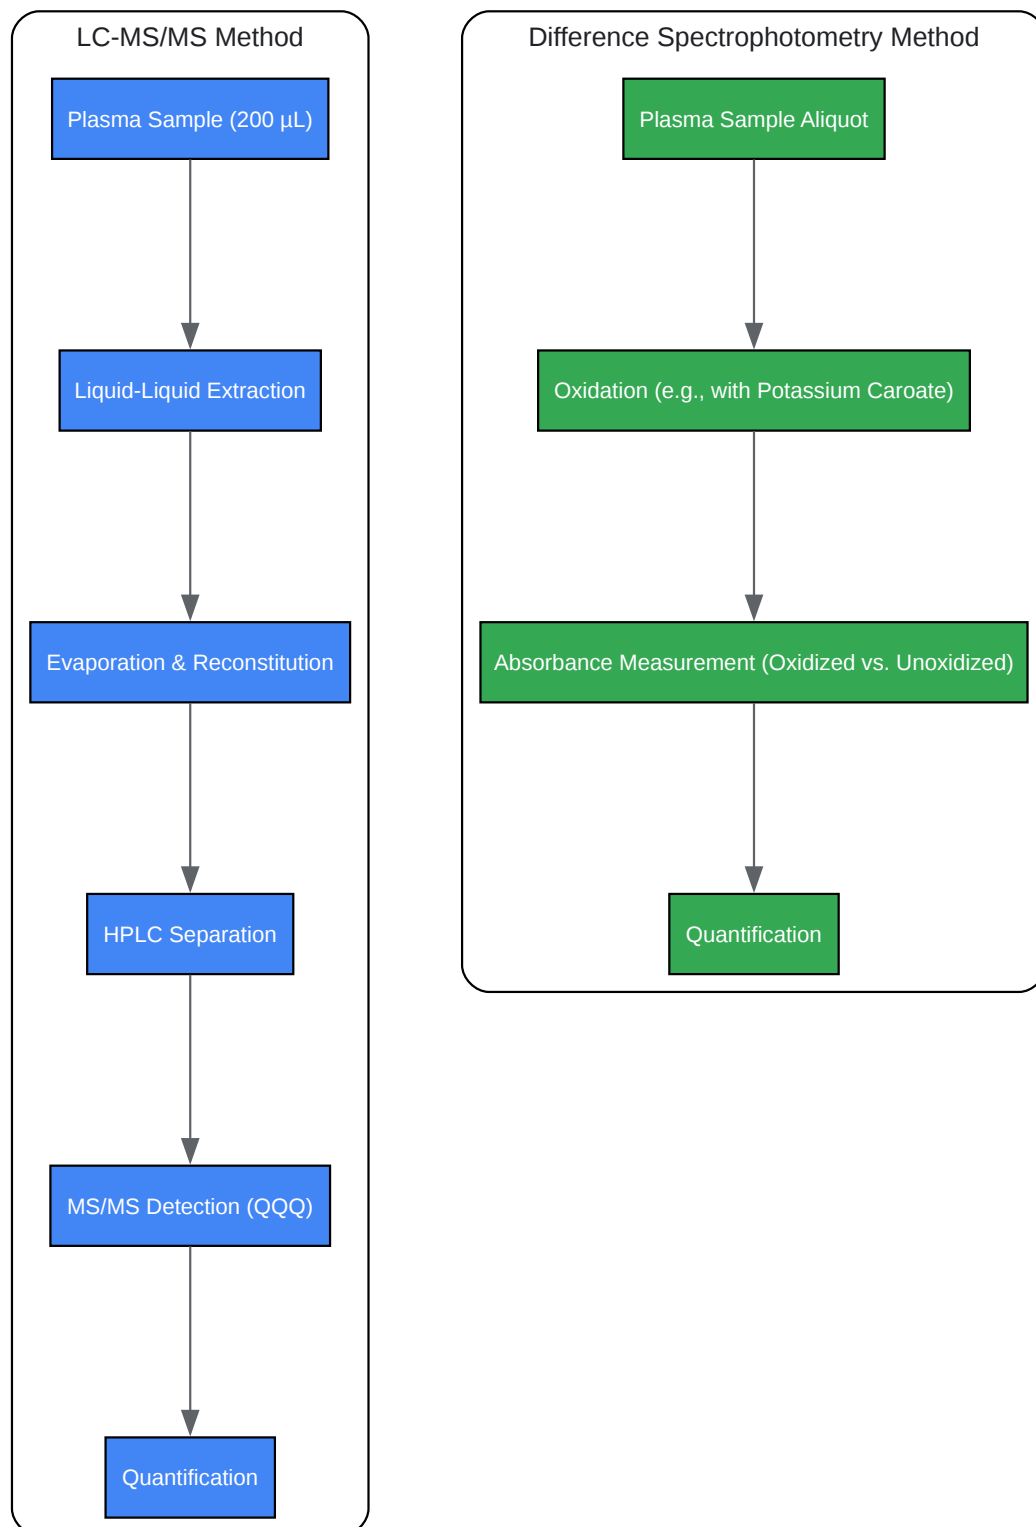 LC-MS/MS Method
Plasma Sample (200 µL)
Liquid-Liquid Extraction
Evaporation & Reconstitution
HPLC Separation
MS/MS Detection (QQQ)
Quantification
Difference Spectrophotometry Method
Plasma Sample Aliquot
Oxidation (e.g., with Potassium Caroate)
Absorbance Measurement (Oxidized vs. Unoxidized)
Quantification